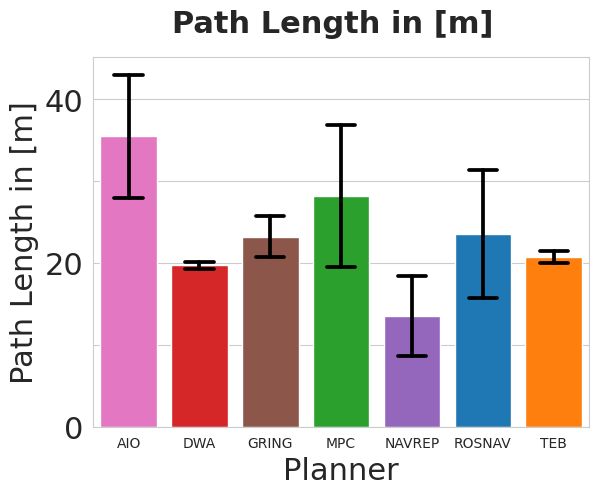 Path Length in [m]
Path Length in [m]
40
20
0
AIO DWA GRING MPC NAVREP ROSNAV TEB
Planner